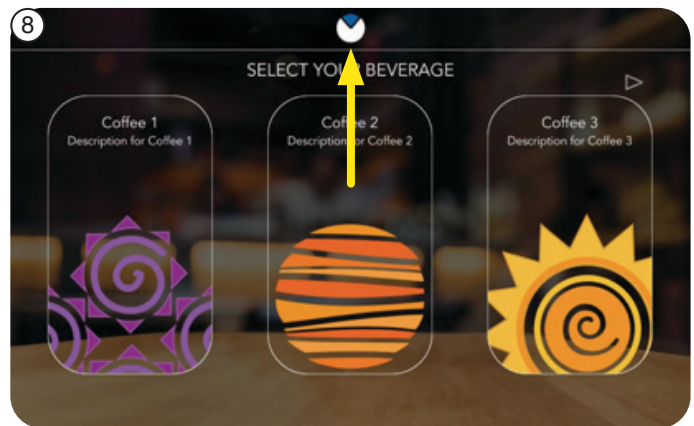 8
SELECT YOUR BEVERAGE
Coffee 1
Description for Coffee 1
Coffee 2
Description for Coffee 2
Coffee 3
Description for Coffee 3